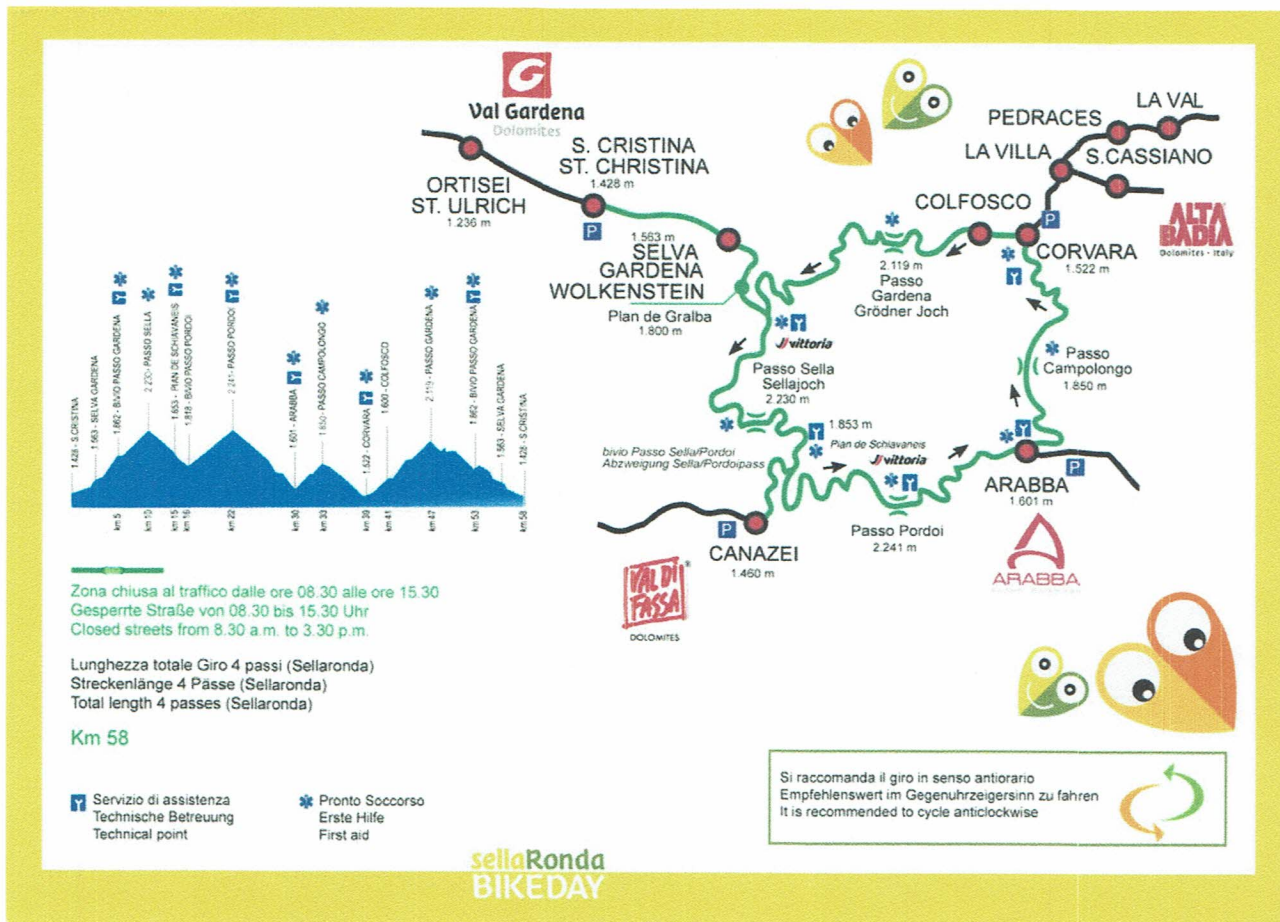 G
Val Gardena
Dolomites
S. CRISTINA
ST. CHRISTINA
1.428 m
ORTISEI
ST. ULRICH
1.236 m
P
1.563 m
SELVA
GARDENA
WOLKENSTEIN
Plan de Gralba
1.800 m
LA VAL
PEDRACES
LA VILLA
S.CASSIANO
COLFOSCO
P
ALTA
BADIA
Dolomites - Italy
CORVARA
1.522 m
2.119 m
Passo
Gardena
Grödner Joch
vittoria
Passo Sella
Sellajoch
2.230 m
Passo
Campolongo
1.850 m
1.853 m
Plan de Schiavaneis
vittoria
bivio Passo Sella/Pordoi
Abzweigung Sella/Pordoipass
Passo Pordoi
2.241 m
ARABBA
1.601 m
P
ARABBA
P
CANAZEI
1.460 m
VAL DI
FASSA
®
DOLOMITES
1.428 - S.CRISTINA
1.563 - SELVA GARDENA
1.862 - BIVIO PASSO GARDENA
2.230 - PASSO SELLA
1.853 - PIAN DE SCHIAVANEIS
1.818 - BIVIO PASSO PORDOI
2.241 - PASSO PORDOI
1.601 - ARABBA
1.850 - PASSO CAMPOLONGO
1.522 - CORVARA
1.600 - COLFOSCO
2.119 - PASSO GARDENA
1.862 - BIVIO PASSO GARDENA
1.563 - SELVA GARDENA
1.428 - S.CRISTINA
km 5
km 10
km 15
km 16
km 22
km 30
km 33
km 39
km 41
km 47
km 53
km 58
Zona chiusa al traffico dalle ore 08.30 alle ore 15.30
Gesperrte Straße von 08.30 bis 15.30 Uhr
Closed streets from 8.30 a.m. to 3.30 p.m.
Lunghezza totale Giro 4 passi (Sellaronda)
Streckenlänge 4 Pässe (Sellaronda)
Total length 4 passes (Sellaronda)
Km 58
Servizio di assistenza
Technische Betreuung
Technical point
Pronto Soccorso
Erste Hilfe
First aid
Si raccomanda il giro in senso antiorario
Empfehlenswert im Gegenuhrzeigersinn zu fahren
It is recommended to cycle anticlockwise
sellaRonda
BIKEDAY